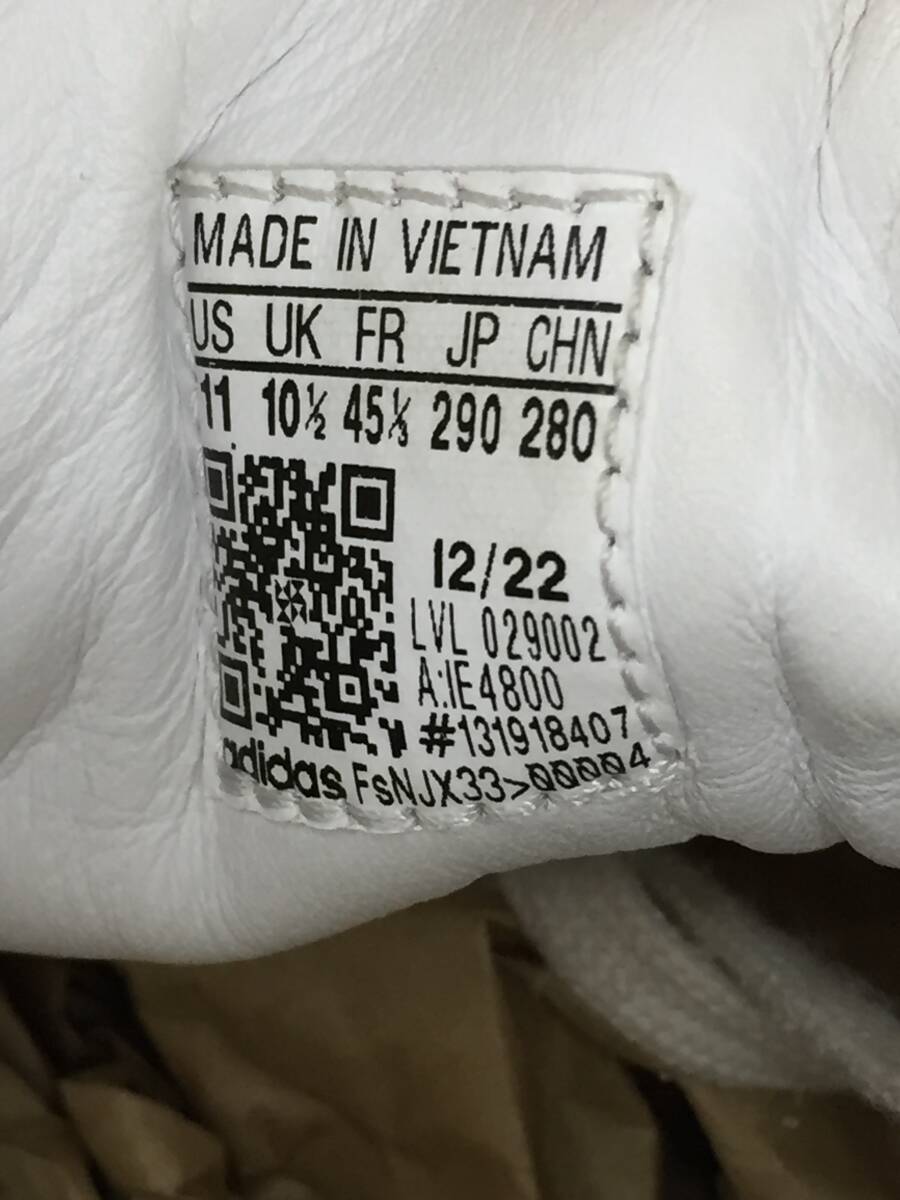 MADE IN VIETNAM
US UK FR JP CHN
11 10½ 45⅓ 290 280
12/22
LVL 029002
A:IE4800
#131918407
adidas FsNJX33>00004